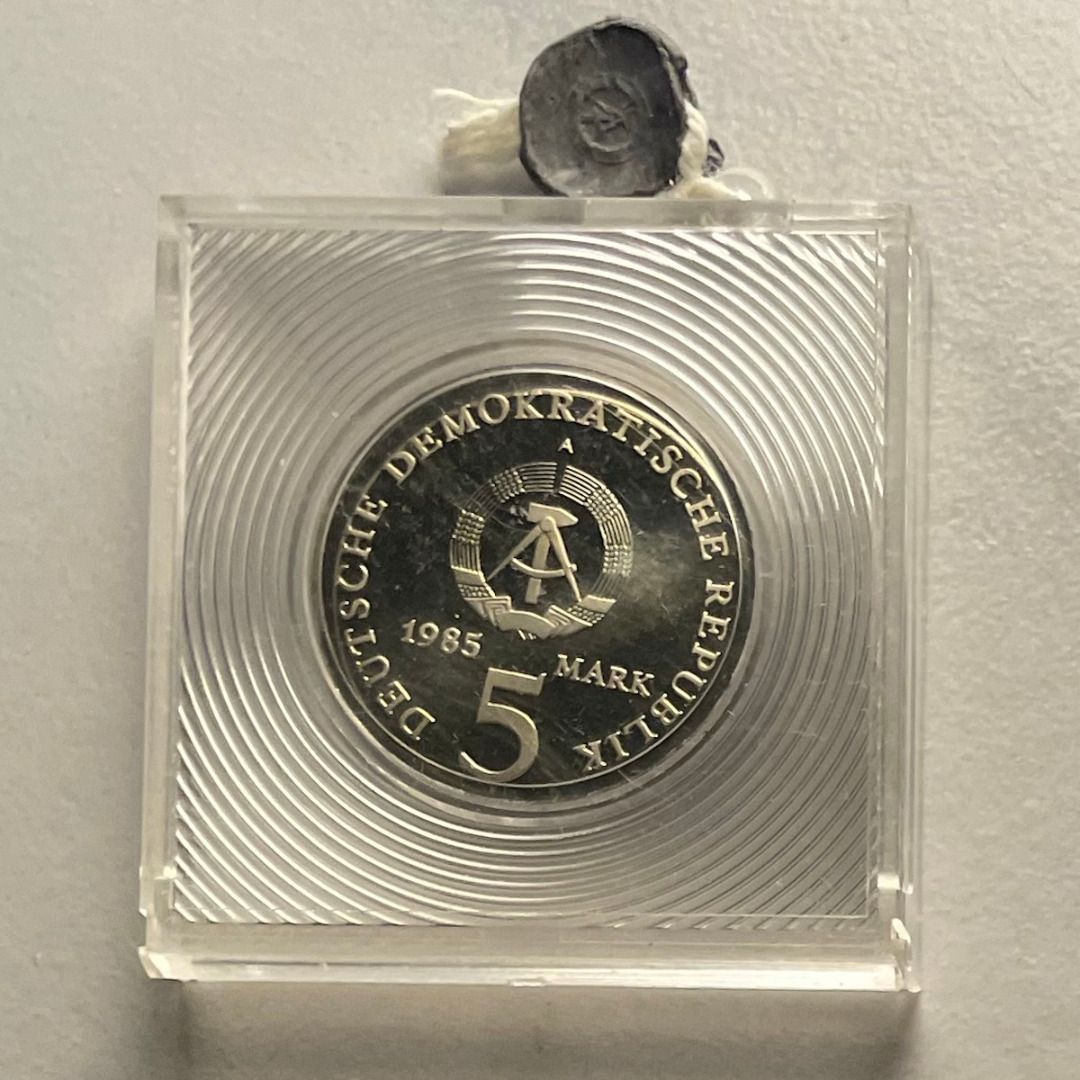 DEUTSCHE DEMOKRATISCHE REPUBLIK
A
1985
MARK
5